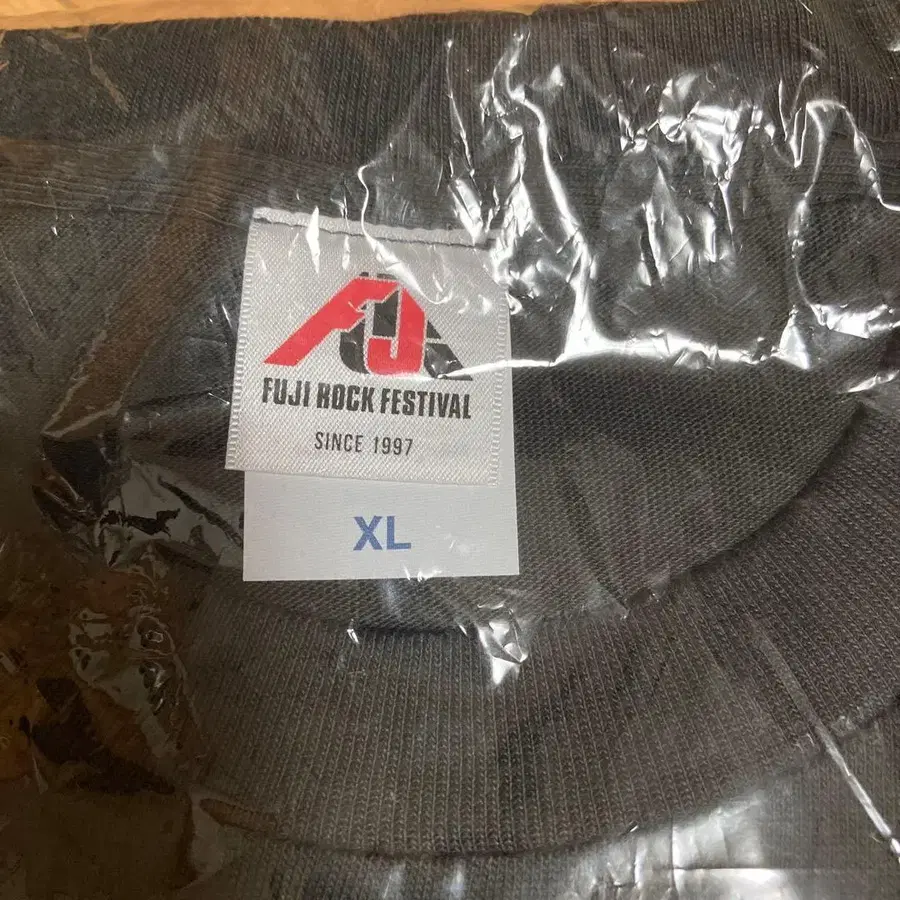 FUJI ROCK FESTIVAL
SINCE 1997
XL